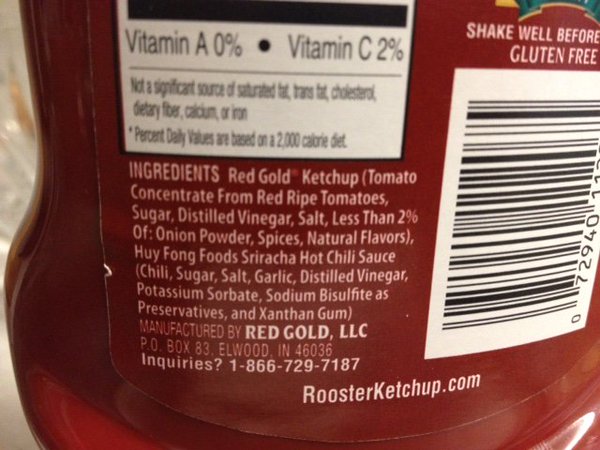 Vitamin A 0% • Vitamin C 2%
Not a significant source of saturated fat, trans fat, cholesterol,
dietary fiber, calcium, or iron
*Percent Daily Values are based on a 2,000 calorie diet.
INGREDIENTS Red Gold® Ketchup (Tomato
Concentrate From Red Ripe Tomatoes,
Sugar, Distilled Vinegar, Salt, Less Than 2%
Of: Onion Powder, Spices, Natural Flavors),
Huy Fong Foods Sriracha Hot Chili Sauce
(Chili, Sugar, Salt, Garlic, Distilled Vinegar,
Potassium Sorbate, Sodium Bisulfite as
Preservatives, and Xanthan Gum)
MANUFACTURED BY RED GOLD, LLC
P.O. BOX 83, ELWOOD, IN 46036
Inquiries? 1-866-729-7187
RoosterKetchup.com
SHAKE WELL BEFORE
GLUTEN FREE
0 72940 11